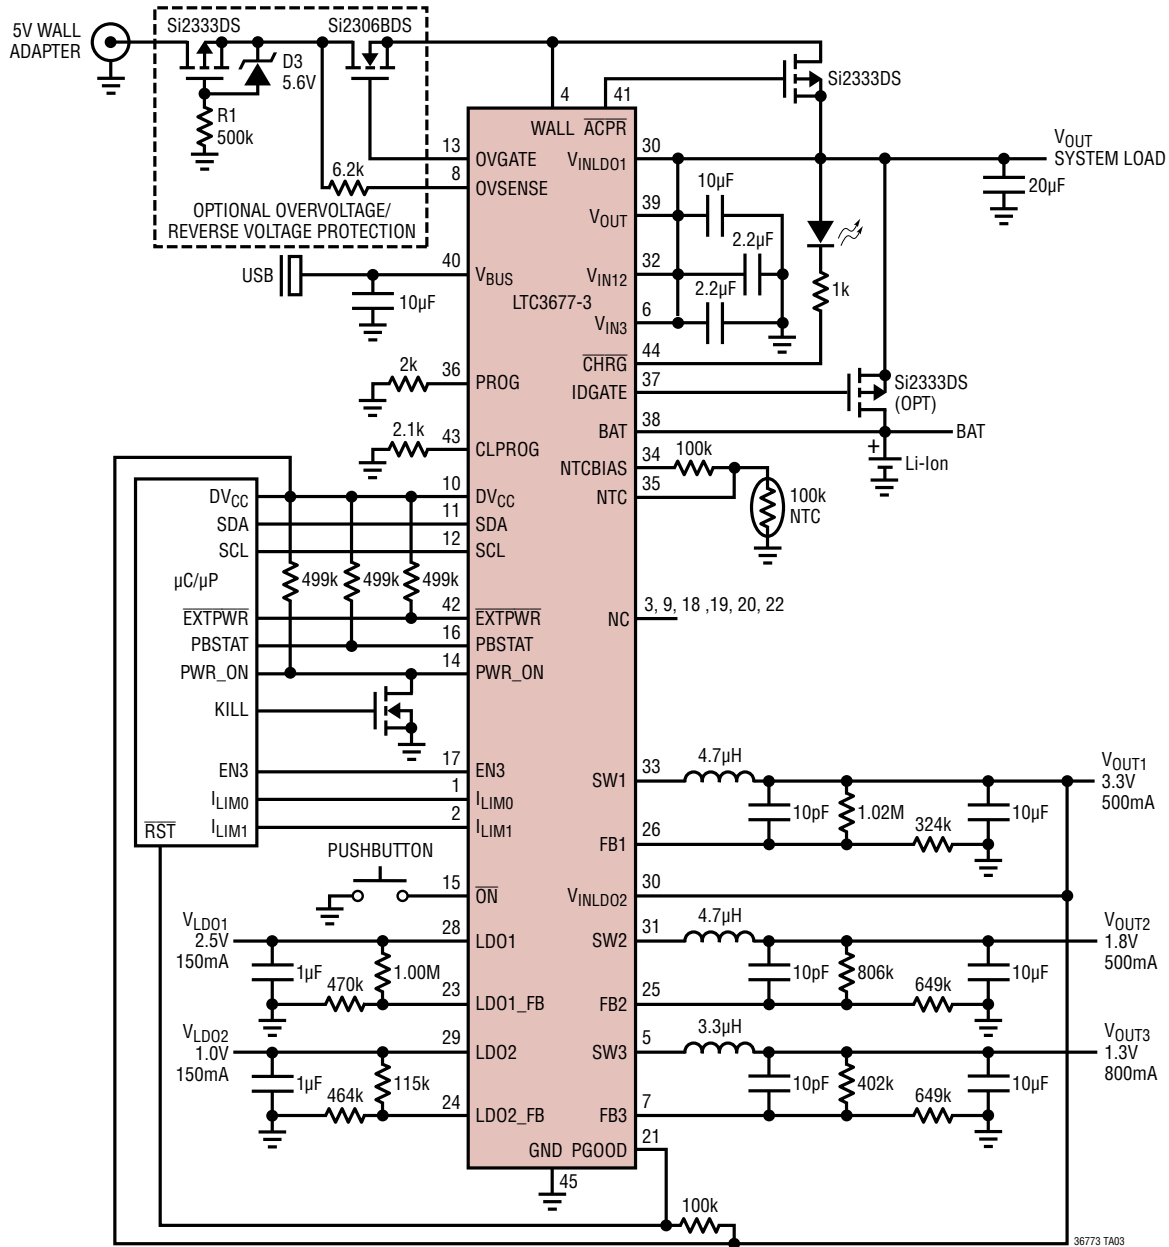 5V WALL
ADAPTER
Si2333DS
Si2306BDS
D3
5.6V
R1
500k
6.2k
OPTIONAL OVERVOLTAGE/
REVERSE VOLTAGE PROTECTION
4
41
Si2333DS
WALL
ACPR
13
OVGATE
8
OVSENSE
VINLDO1
30
VOUT
SYSTEM LOAD
20µF
10µF
VOUT
39
2.2µF
VIN12
32
2.2µF
VIN3
6
1k
USB
40
VBUS
10µF
LTC3677-3
CHRG
44
2k
36
PROG
IDGATE
37
Si2333DS
(OPT)
BAT
38
BAT
+
Li-Ion
2.1k
43
CLPROG
NTCBIAS
34
100k
NTC
35
100k
NTC
DVCC
10
DVCC
SDA
11
SDA
SCL
12
SCL
µC/µP
499k
499k
499k
EXTPWR
42
EXTPWR
NC
3, 9, 18 ,19, 20, 22
PBSTAT
16
PBSTAT
PWR_ON
14
PWR_ON
KILL
EN3
17
EN3
ILIM0
1
ILIM0
ILIM1
2
ILIM1
RST
SW1
33
4.7µH
VOUT1
3.3V
500mA
10pF
1.02M
324k
10µF
FB1
26
PUSHBUTTON
15
ON
VINLDO2
30
VLDO1
2.5V
150mA
28
LDO1
1µF
470k
1.00M
23
LDO1_FB
SW2
31
4.7µH
VOUT2
1.8V
500mA
10pF
806k
649k
10µF
FB2
25
VLDO2
1.0V
150mA
29
LDO2
1µF
464k
115k
24
LDO2_FB
SW3
5
3.3µH
VOUT3
1.3V
800mA
10pF
402k
649k
10µF
FB3
7
GND
PGOOD
21
45
100k
36773 TA03